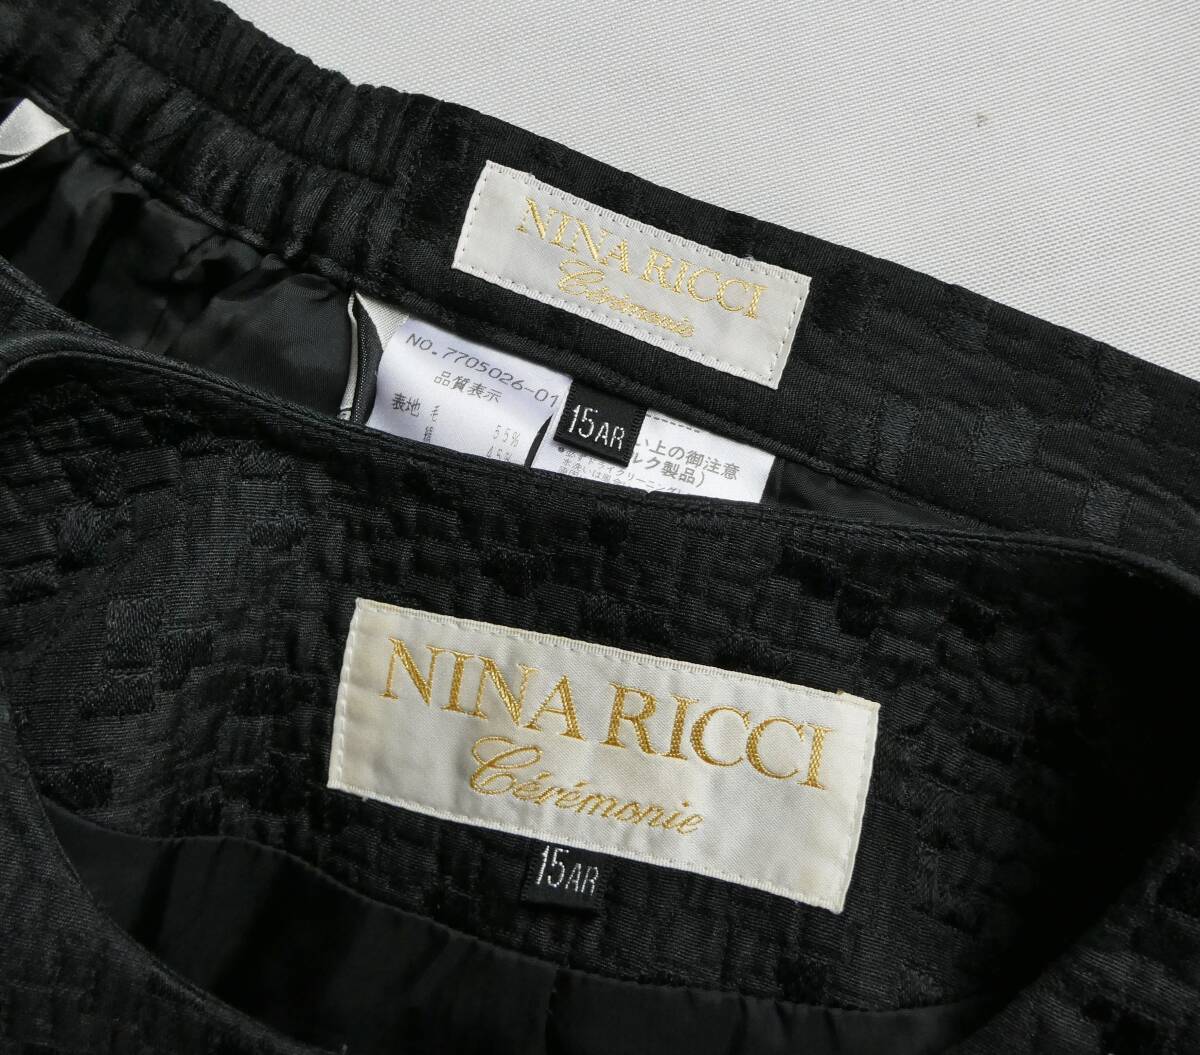 NINA RICCI
Cérémonie
NO. 7705026-01
品質表示
表地 毛 55%
45%
15AR
い上の御注意
ルク製品)
NINA RICCI
Cérémonie
15AR